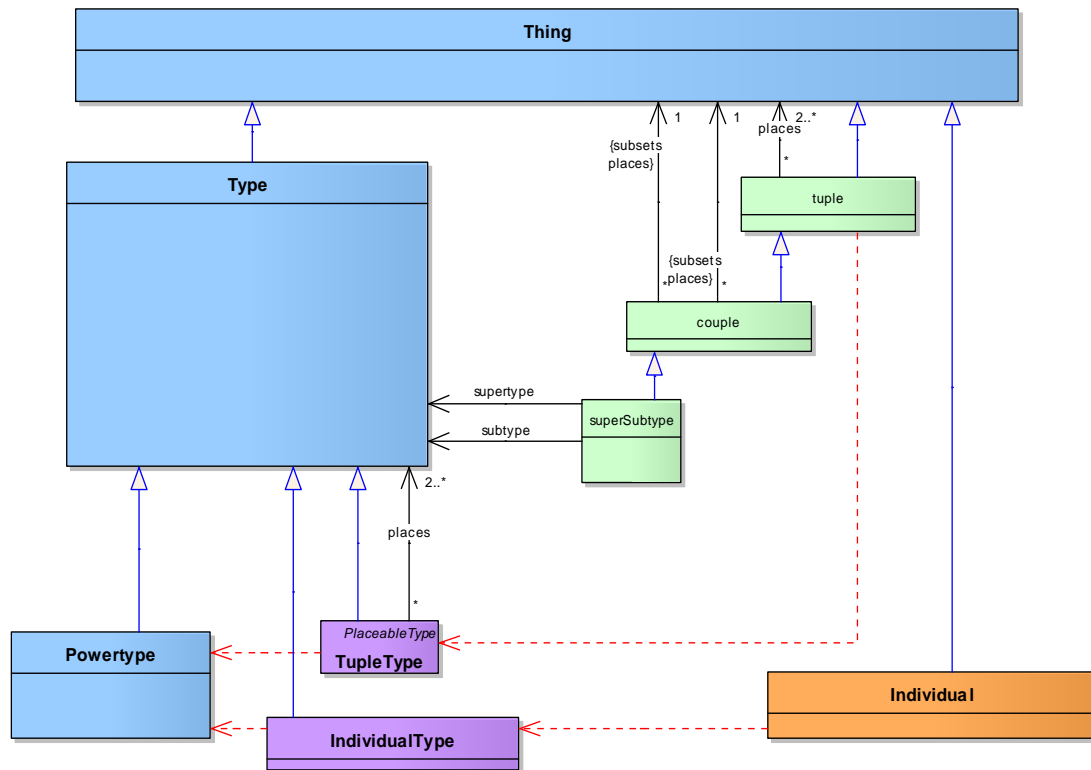 Thing
1
1
2..*
places
{subsets
places}
*
Type
tuple
{subsets
places}
*
*
couple
supertype
superSubtype
subtype
2..*
places
*
PlaceableType
TupleType
Powertype
Individual
IndividualType